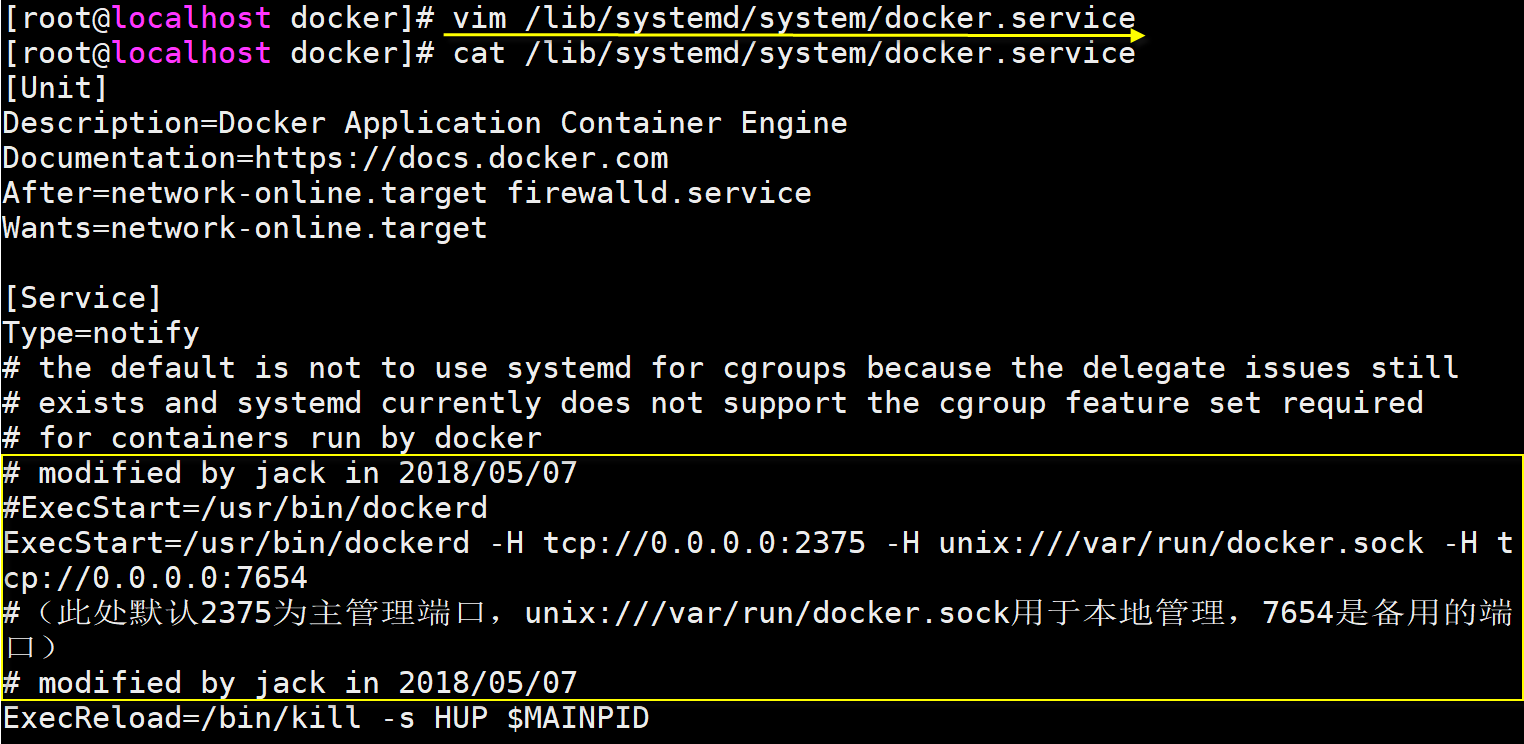 [root@localhost docker]# vim /lib/systemd/system/docker.service
[root@localhost docker]# cat /lib/systemd/system/docker.service
[Unit]
Description=Docker Application Container Engine
Documentation=https://docs.docker.com
After=network-online.target firewalld.service
Wants=network-online.target
[Service]
Type=notify
# the default is not to use systemd for cgroups because the delegate issues still
# exists and systemd currently does not support the cgroup feature set required
# for containers run by docker
# modified by jack in 2018/05/07
#ExecStart=/usr/bin/dockerd
ExecStart=/usr/bin/dockerd -H tcp://0.0.0.0:2375 -H unix:///var/run/docker.sock -H t
cp://0.0.0.0:7654
#（此处默认2375为主管理端口，unix:///var/run/docker.sock用于本地管理，7654是备用的端
口）
# modified by jack in 2018/05/07
ExecReload=/bin/kill -s HUP $MAINPID